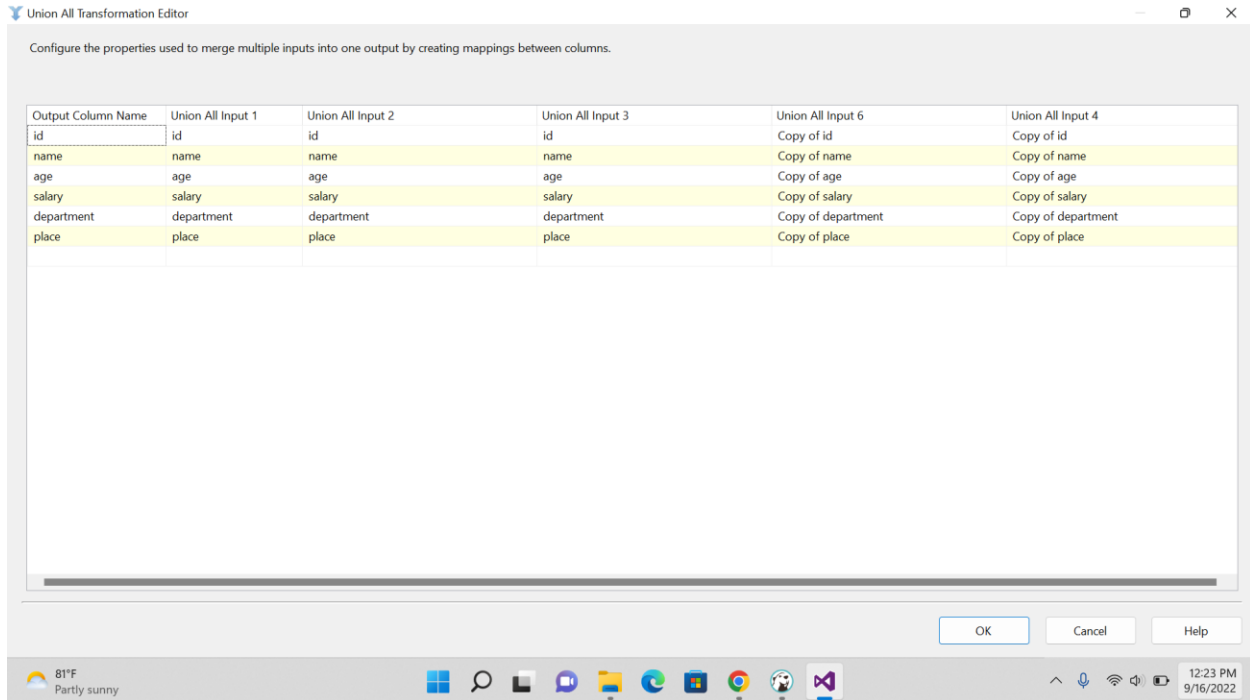 Union All Transformation Editor
Configure the properties used to merge multiple inputs into one output by creating mappings between columns.
Output Column Name Union All Input 1 Union All Input 2 Union All Input 3 Union All Input 6 Union All Input 4
id id id id Copy of id Copy of id
name name name name Copy of name Copy of name
age age age age Copy of age Copy of age
salary salary salary salary Copy of salary Copy of salary
department department department department Copy of department Copy of department
place place place place Copy of place Copy of place
OK Cancel Help
81°F
Partly sunny
12:23 PM
9/16/2022